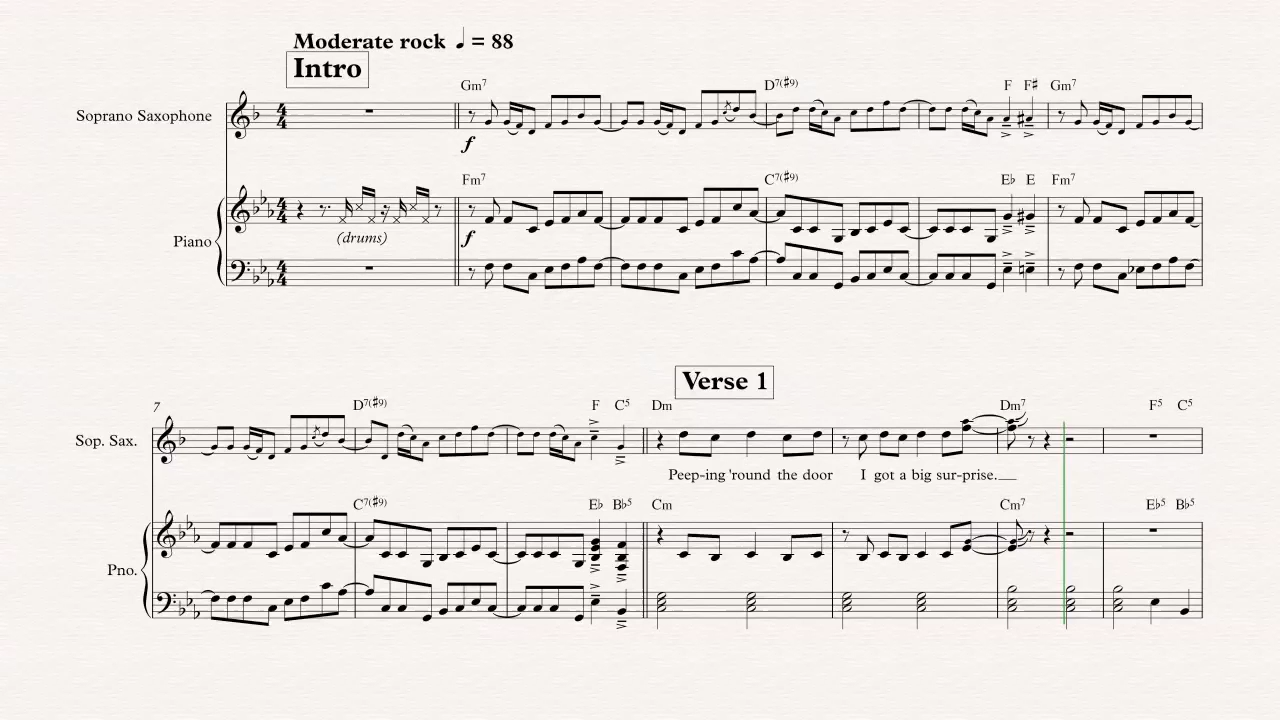 Moderate rock ♩ = 88
Intro
Gm7 D7(♯9) F F♯ Gm7
Soprano Saxophone
f
Fm7 C7(♯9) E♭ E Fm7
f
(drums)
Piano
Verse 1
7 D7(♯9) F C5 Dm Dm7 F5 C5
Sop. Sax.
Peep-ing 'round the door I got a big sur-prise.
C7(♯9) E♭ B♭5 Cm Cm7 E♭5 B♭5
Pno.